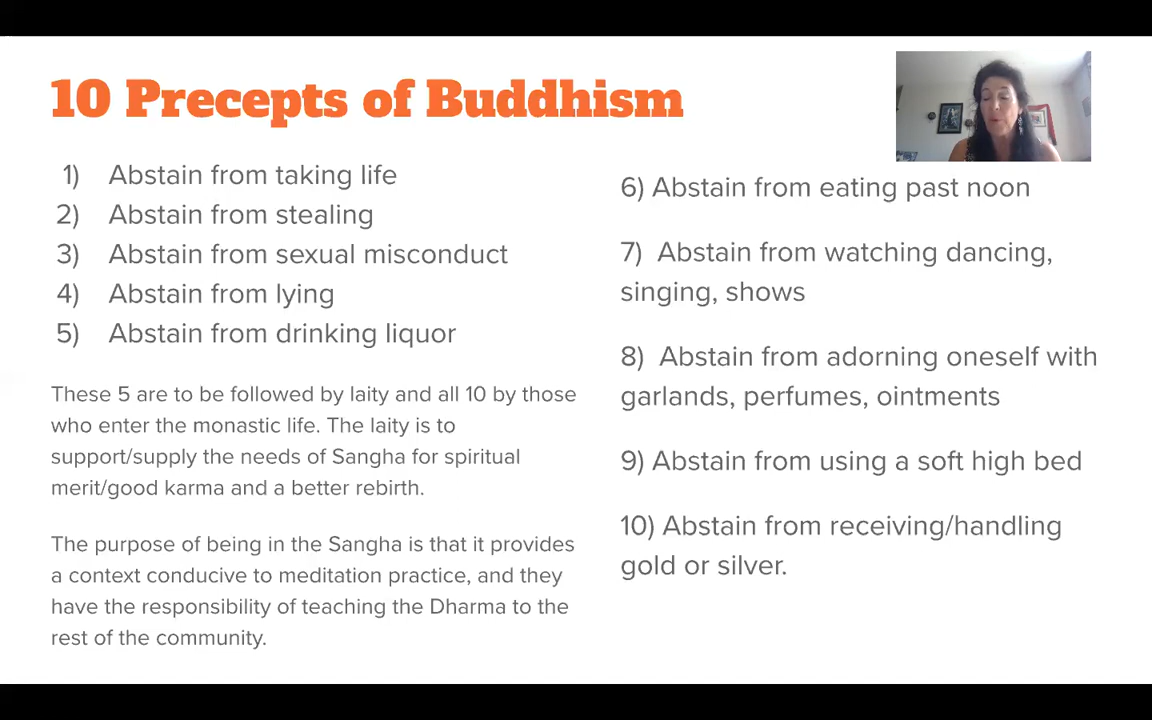 10 Precepts of Buddhism
1) Abstain from taking life
2) Abstain from stealing
3) Abstain from sexual misconduct
4) Abstain from lying
5) Abstain from drinking liquor
These 5 are to be followed by laity and all 10 by those
who enter the monastic life. The laity is to
support/supply the needs of Sangha for spiritual
merit/good karma and a better rebirth.
The purpose of being in the Sangha is that it provides
a context conducive to meditation practice, and they
have the responsibility of teaching the Dharma to the
rest of the community.
6) Abstain from eating past noon
7) Abstain from watching dancing,
singing, shows
8) Abstain from adorning oneself with
garlands, perfumes, ointments
9) Abstain from using a soft high bed
10) Abstain from receiving/handling
gold or silver.